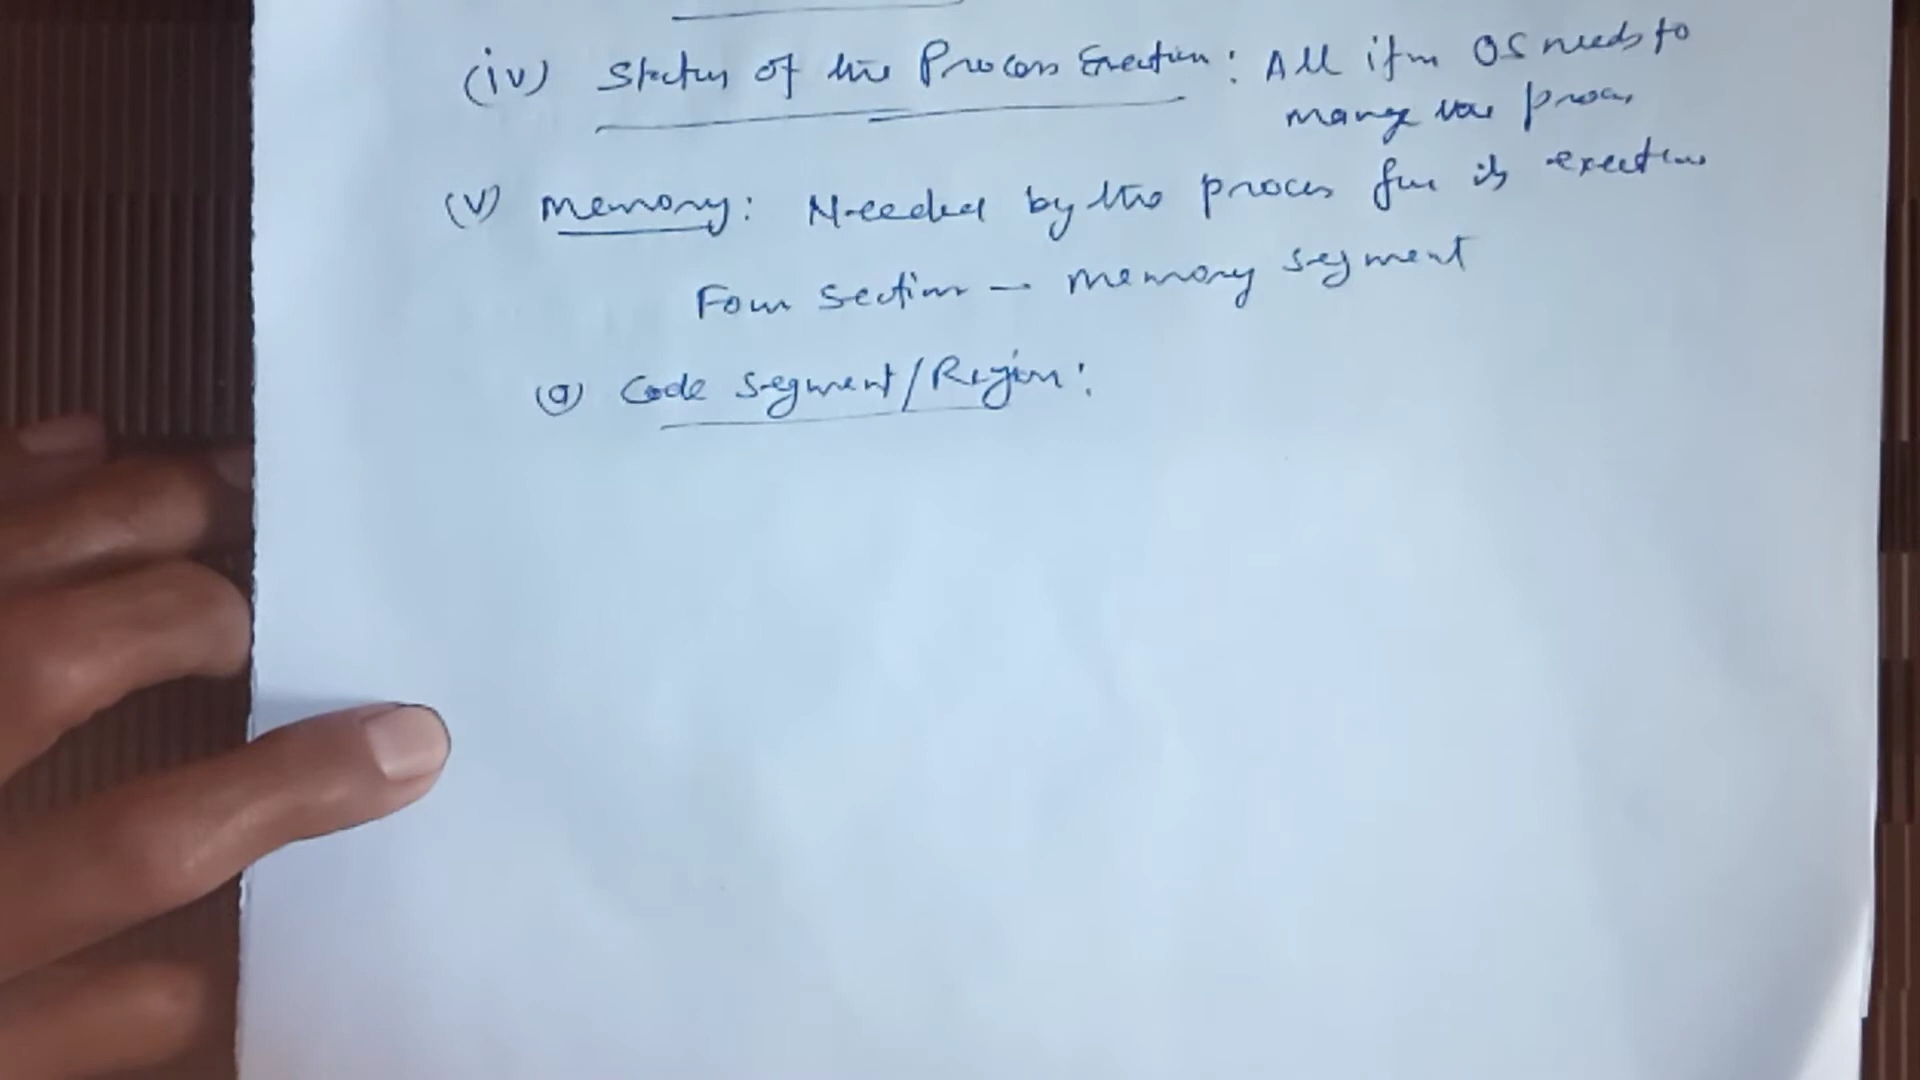 (iv) Status of the Process Execution : All ifm OS needs to
manage the process
(v) Memory : Needed by the process for its execution
Four section - memory segment
(a) Code segment/Region :